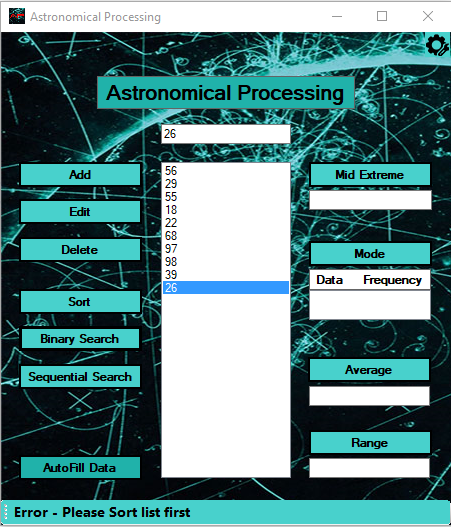 Astronomical Processing
Astronomical Processing
26
Add
Edit
Delete
Sort
Binary Search
Sequential Search
AutoFill Data
56
29
55
18
22
68
97
98
39
26
Mid Extreme
Mode
Data Frequency
Average
Range
Error - Please Sort list first